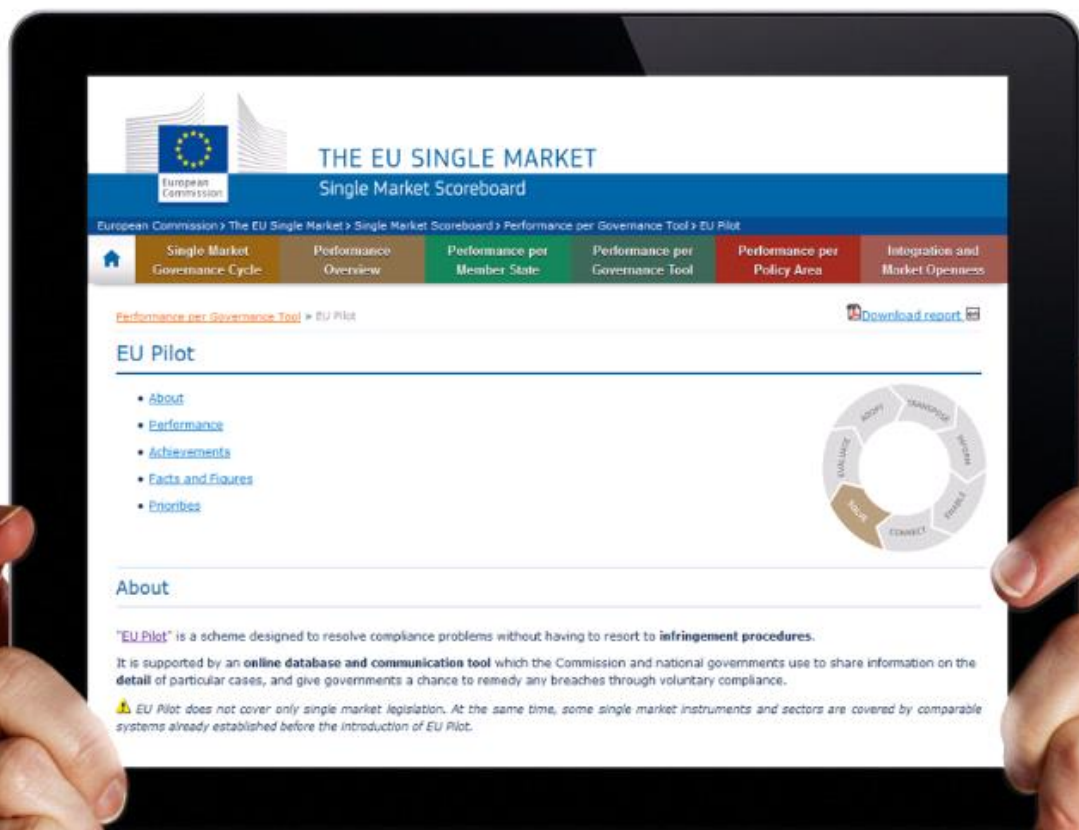 THE EU SINGLE MARKET
European
Commission
Single Market Scoreboard
European Commission > The EU Single Market > Single Market Scoreboard > Performance per Governance Tool > EU Pilot
Single Market
Governance Cycle
Performance
Overview
Performance per
Member State
Performance per
Governance Tool
Performance per
Policy Area
Integration and
Market Openness
Performance per Governance Tool » EU Pilot
Download report
EU Pilot
• About
• Performance
• Achievements
• Facts and Figures
• Priorities
ADOPT
TRANSPOSE
INFORM
ENABLE
CONNECT
SOLVE
EVALUATE
About
"EU Pilot" is a scheme designed to resolve compliance problems without having to resort to infringement procedures.
It is supported by an online database and communication tool which the Commission and national governments use to share information on the
detail of particular cases, and give governments a chance to remedy any breaches through voluntary compliance.
EU Pilot does not cover only single market legislation. At the same time, some single market instruments and sectors are covered by comparable
systems already established before the introduction of EU Pilot.